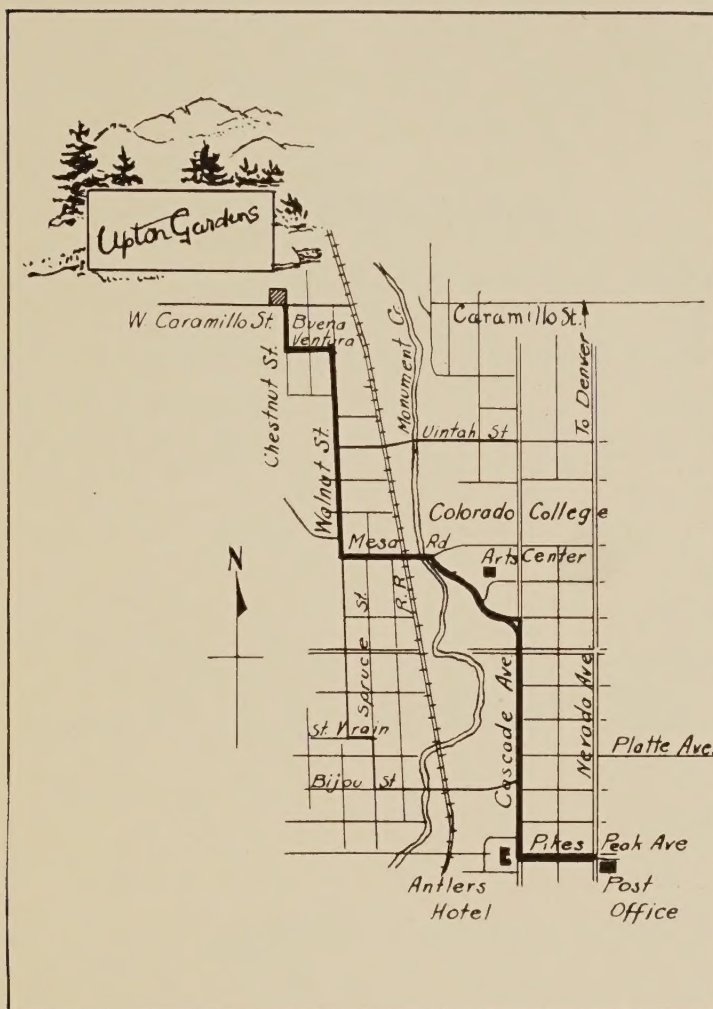 Upton Gardens
W. Caramillo St.
Buena
Ventura
Caramillo St.
Chestnut St.
Monument Cr.
To Denver
Uintah St
Walnut St.
Colorado College
Mesa Rd
Arts Center
N
R.R.
Spruce St.
Cascade Ave.
Nevada Ave.
St. Vrain
Platte Ave.
Bijou St
Pikes Peak Ave
Antlers
Hotel
Post
Office